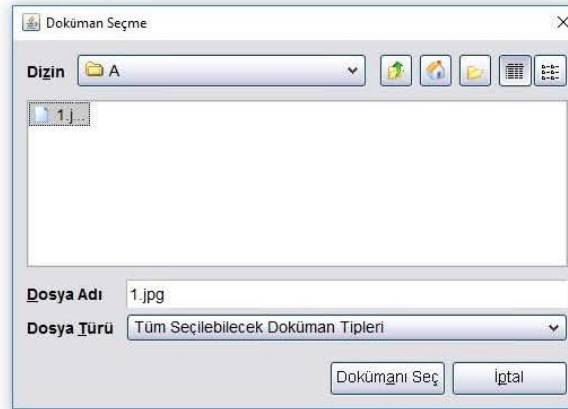 Doküman Seçme
Dizin A
1.j...
Dosya Adı 1.jpg
Dosya Türü Tüm Seçilebilecek Doküman Tipleri
Dokümanı Seç İptal